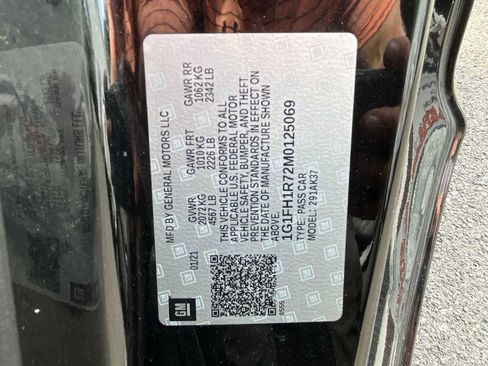 MFD BY GENERAL MOTORS LLC
01/21 GVWR GAWR FRT GAWR RR
2072 KG 1010 KG 1062 KG
4567 LB 2226 LB 2342 LB
THIS VEHICLE CONFORMS TO ALL
APPLICABLE U.S. FEDERAL MOTOR
VEHICLE SAFETY, BUMPER, AND THEFT
PREVENTION STANDARDS IN EFFECT ON
THE DATE OF MANUFACTURE SHOWN
ABOVE.
1G1FH1R72M0125069
TYPE: PASS CAR
MODEL: 291AK37
GM